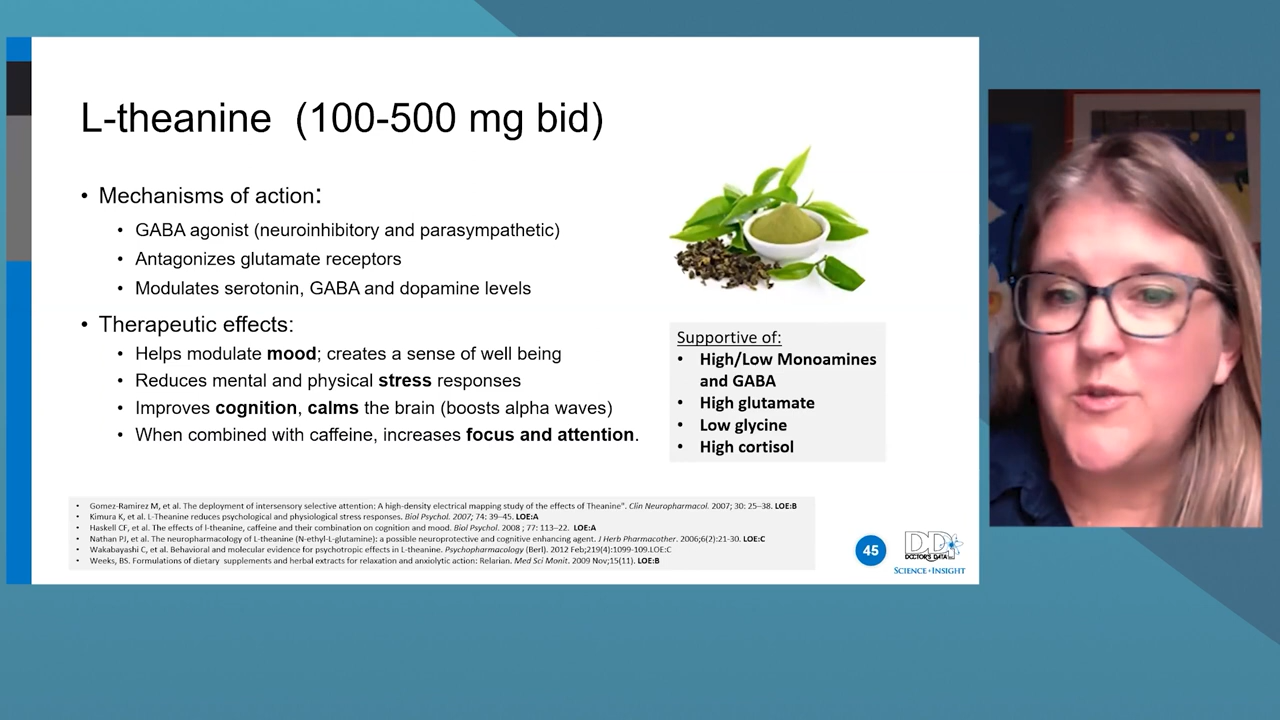 L-theanine (100-500 mg bid)
• Mechanisms of action:
• GABA agonist (neuroinhibitory and parasympathetic)
• Antagonizes glutamate receptors
• Modulates serotonin, GABA and dopamine levels
• Therapeutic effects:
• Helps modulate mood; creates a sense of well being
• Reduces mental and physical stress responses
• Improves cognition, calms the brain (boosts alpha waves)
• When combined with caffeine, increases focus and attention.
Supportive of:
• High/Low Monoamines
and GABA
• High glutamate
• Low glycine
• High cortisol
• Gomez-Ramirez M, et al. The deployment of intersensory selective attention: A high-density electrical mapping study of the effects of Theanine". Clin Neuropharmacol. 2007; 30: 25–38. LOE:B
• Kimura K, et al. L-Theanine reduces psychological and physiological stress responses. Biol Psychol. 2007; 74: 39–45. LOE:A
• Haskell CF, et al. The effects of l-theanine, caffeine and their combination on cognition and mood. Biol Psychol. 2008 ; 77: 113–22. LOE:A
• Nathan PJ, et al. The neuropharmacology of L-theanine (N-ethyl-L-glutamine): a possible neuroprotective and cognitive enhancing agent. J Herb Pharmacother. 2006;6(2):21-30. LOE:C
• Wakabayashi C, et al. Behavioral and molecular evidence for psychotropic effects in L-theanine. Psychopharmacology (Berl). 2012 Feb;219(4):1099-109.LOE:C
• Weeks, BS. Formulations of dietary supplements and herbal extracts for relaxation and anxiolytic action: Relarian. Med Sci Monit. 2009 Nov;15(11). LOE:B
45
DDI
DOCTOR'S DATA INC
SCIENCE + INSIGHT